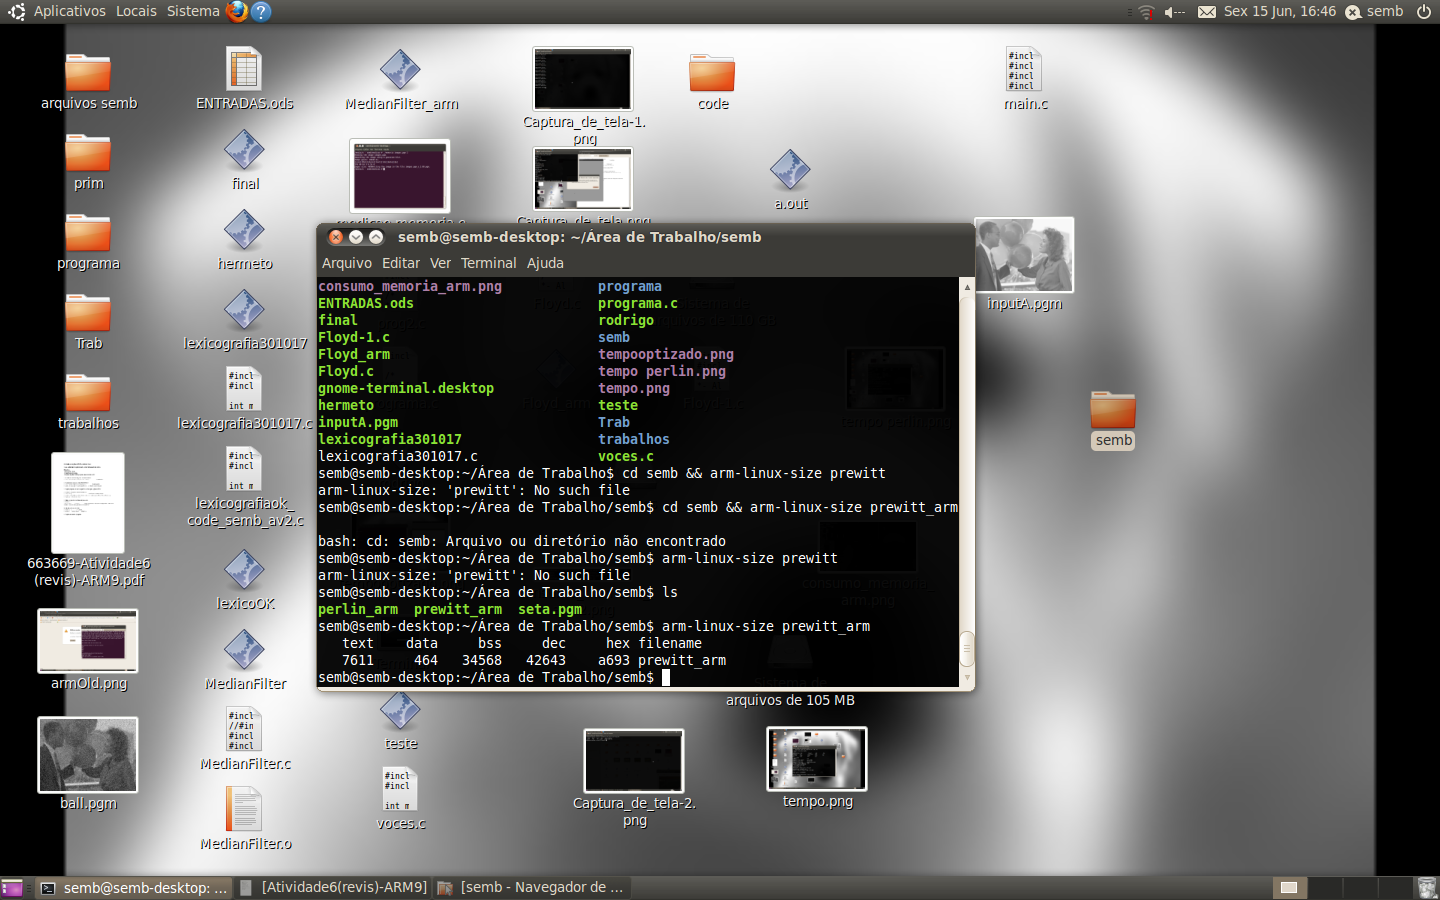 Aplicativos Locais Sistema
Sex 15 Jun, 16:46 semb
arquivos semb
ENTRADAS.ods
MedianFilter_arm
Captura_de_tela-1.
png
code
main.c
prim
final
Captura_de_tela.png
a.out
programa
hermeto
inputA.pgm
Trab
lexicografia301017
trabalhos
lexicografia301017.c
semb
lexicografiaok_
code_semb_av2.c
663669-Atividade6
(revis)-ARM9.pdf
lexicoOK
armOld.png
MedianFilter
arquivos de 105 MB
teste
MedianFilter.c
ball.pgm
Captura_de_tela-2.
png
tempo.png
voces.c
MedianFilter.o
semb@semb-desktop: ~/Área de Trabalho/semb
Arquivo Editar Ver Terminal Ajuda
consumo_memoria_arm.png programa
ENTRADAS.ods programa.c
final rodrigo
Floyd-1.c semb
Floyd_arm tempooptizado.png
Floyd.c tempo perlin.png
gnome-terminal.desktop tempo.png
hermeto teste
inputA.pgm Trab
lexicografia301017 trabalhos
lexicografia301017.c voces.c
semb@semb-desktop:~/Área de Trabalho$ cd semb && arm-linux-size prewitt
arm-linux-size: 'prewitt': No such file
semb@semb-desktop:~/Área de Trabalho/semb$ cd semb && arm-linux-size prewitt_arm
bash: cd: semb: Arquivo ou diretório não encontrado
semb@semb-desktop:~/Área de Trabalho/semb$ arm-linux-size prewitt
arm-linux-size: 'prewitt': No such file
semb@semb-desktop:~/Área de Trabalho/semb$ ls
perlin_arm prewitt_arm seta.pgm
semb@semb-desktop:~/Área de Trabalho/semb$ arm-linux-size prewitt_arm
text data bss dec hex filename
7611 464 34568 42643 a693 prewitt_arm
semb@semb-desktop:~/Área de Trabalho/semb$
semb@semb-desktop: ... [Atividade6(revis)-ARM9] [semb - Navegador de ...